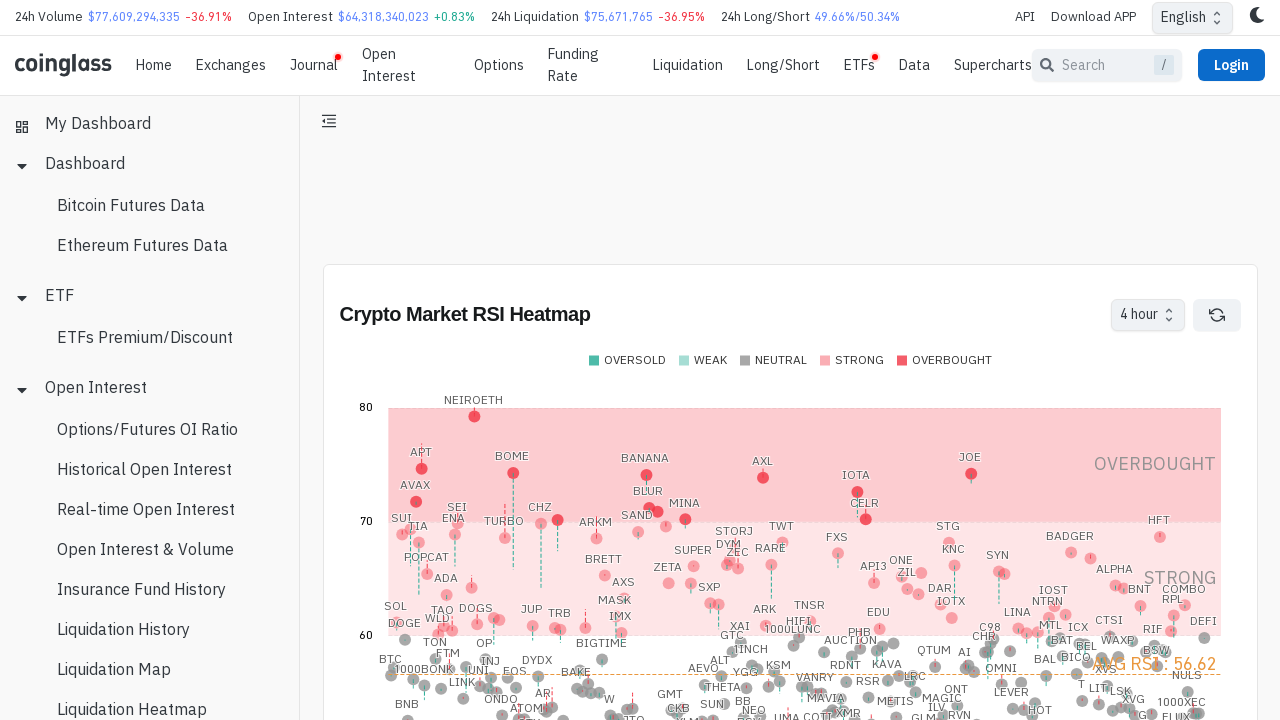 24h Volume $77,609,294,335 -36.91% Open Interest $64,318,340,023 +0.83% 24h Liquidation $75,671,765 -36.95% 24h Long/Short 49.66%/50.34% API Download APP English
coinglass Home Exchanges Journal Open Interest Options Funding Rate Liquidation Long/Short ETFs Data Supercharts Search / Login
My Dashboard
Dashboard
Bitcoin Futures Data
Ethereum Futures Data
ETF
ETFs Premium/Discount
Open Interest
Options/Futures OI Ratio
Historical Open Interest
Real-time Open Interest
Open Interest & Volume
Insurance Fund History
Liquidation History
Liquidation Map
Liquidation Heatmap
Crypto Market RSI Heatmap
4 hour
OVERSOLD WEAK NEUTRAL STRONG OVERBOUGHT
80
NEIROETH
APT BOME BANANA AXL JOE
OVERBOUGHT
AVAX BLUR IOTA
SEI CHZ MINA CELR
70
SUI TIA ENA TURBO ARKM SAND STORJ TWT STG HFT
POPCAT BRETT SUPER DYM ZEC RARE FXS KNC BADGER
ADA ZETA API3 ONE ZIL SYN ALPHA
STRONG
AXS SXP DAR IOST BNT COMBO
SOL TAO DOGS JUP TRB MASK ARK TNSR EDU IOTX LINA NTRN RPL
60
DOGE WLD IMX XAI HIFI 1000LUNC PHB C98 MTL ICX CTSI RIF DEFI
TON OP BIGTIME GTC 1INCH AUCTION CHR BAT BEL WAXP
BTC FTM INJ DYDX ALT KSM RDNT KAVA QTUM AI BAL BICO BSW
AVG RSI : 56.62
1000BONK UNI EOS BAKE AEVO YGG VANRY RSR LRC OMNI XVS NULS
LINK THETA ONT T LIT LSK
BNB ONDO AR W GMT SUN BB MAVIA METIS MAGIC LEVER XVG 1000XEC
ATOM CKB NEO XMR ILV HOT
JTO UMA COTI GLM RVN